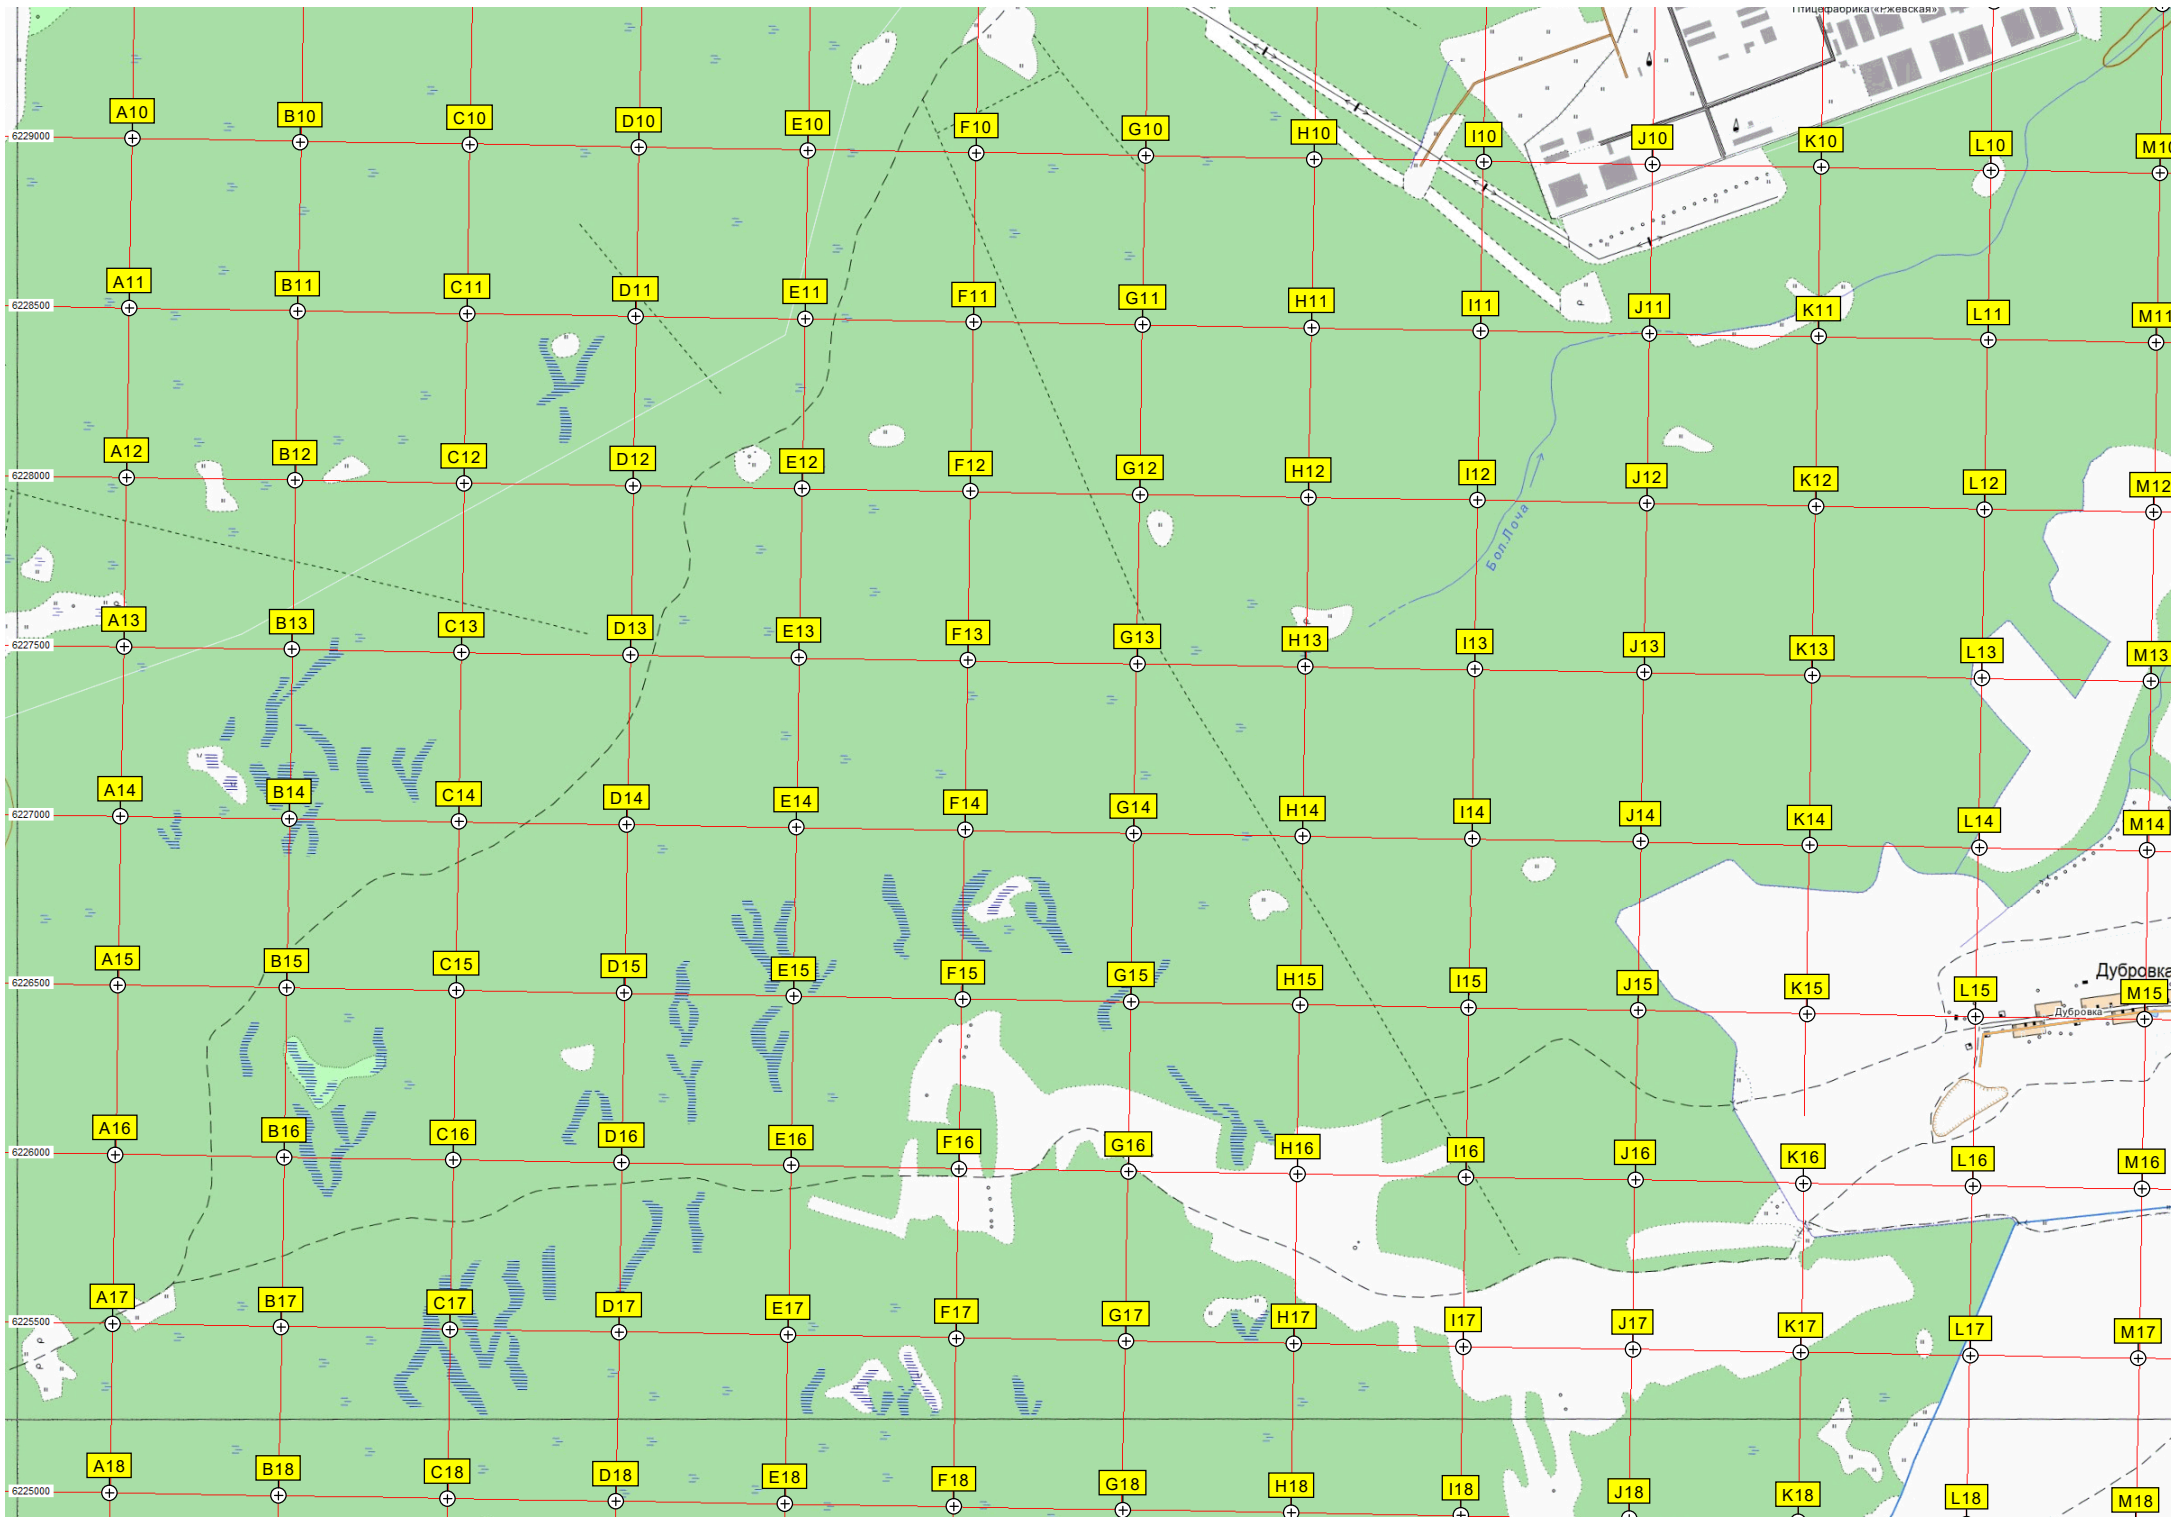 Птицефабрика «Ржевская»
A10 B10 C10 D10 E10 F10 G10 H10 I10 J10 K10 L10 M10
6229000
A11 B11 C11 D11 E11 F11 G11 H11 I11 J11 K11 L11 M11
6228500
A12 B12 C12 D12 E12 F12 G12 H12 I12 J12 K12 L12 M12
6228000
Бол.Лоча
A13 B13 C13 D13 E13 F13 G13 H13 I13 J13 K13 L13 M13
6227500
A14 B14 C14 D14 E14 F14 G14 H14 I14 J14 K14 L14 M14
6227000
A15 B15 C15 D15 E15 F15 G15 H15 I15 J15 K15 L15 M15
6226500
Дубровка
Дубровка
A16 B16 C16 D16 E16 F16 G16 H16 I16 J16 K16 L16 M16
6226000
A17 B17 C17 D17 E17 F17 G17 H17 I17 J17 K17 L17 M17
6225500
A18 B18 C18 D18 E18 F18 G18 H18 I18 J18 K18 L18 M18
6225000